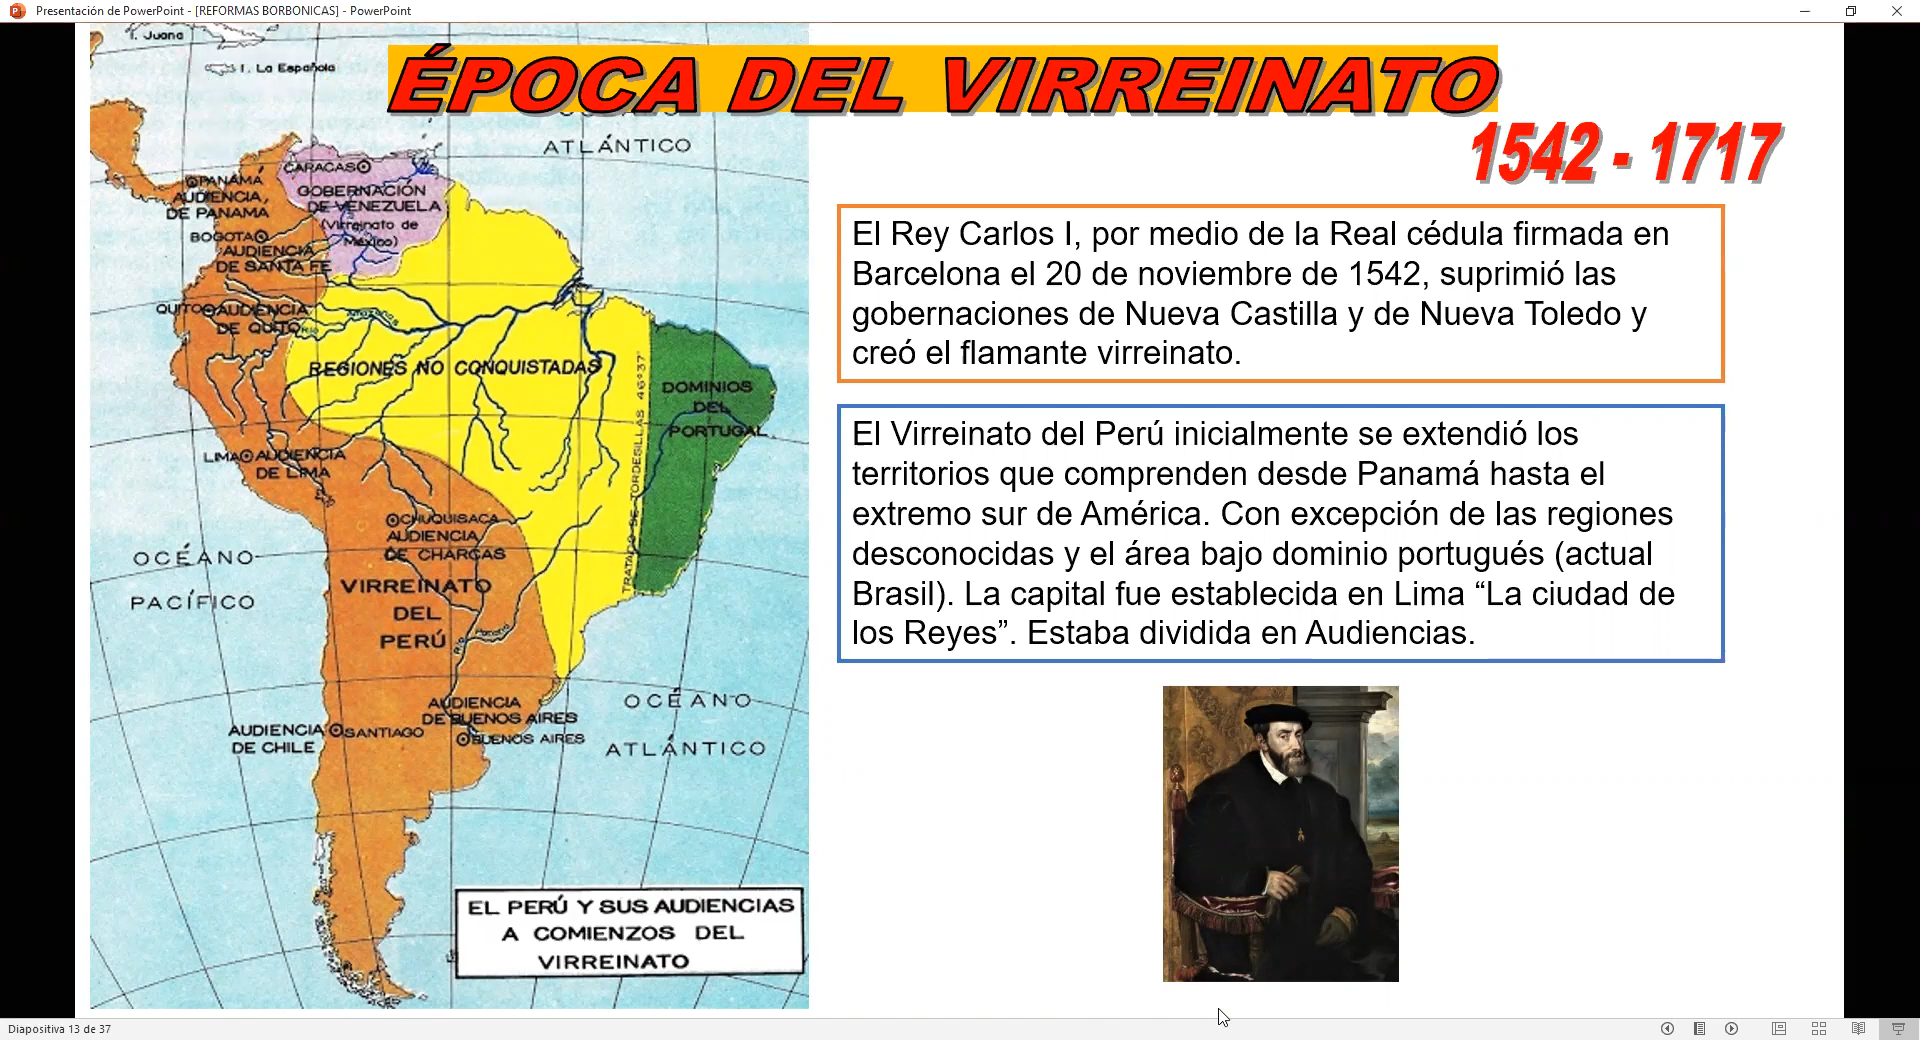 Presentación de PowerPoint - [REFORMAS BORBONICAS] - PowerPoint
ÉPOCA DEL VIRREINATO
1542 - 1717
El Rey Carlos I, por medio de la Real cédula firmada en
Barcelona el 20 de noviembre de 1542, suprimió las
gobernaciones de Nueva Castilla y de Nueva Toledo y
creó el flamante virreinato.
El Virreinato del Perú inicialmente se extendió los
territorios que comprenden desde Panamá hasta el
extremo sur de América. Con excepción de las regiones
desconocidas y el área bajo dominio portugués (actual
Brasil). La capital fue establecida en Lima “La ciudad de
los Reyes”. Estaba dividida en Audiencias.
I. Juana
I. La Española
ATLÁNTICO
CARACAS
GOBERNACIÓN
DE VENEZUELA
(Virreinato de
México)
PANAMÁ
AUDIENCIA
DE PANAMA
BOGOTA
AUDIENCIA
DE SANTA FE
QUITO AUDIENCIA
DE QUITO
Río Amazonas
REGIONES NO CONQUISTADAS
TRATADO DE TORDESILLAS 46°37"
DOMINIOS
DEL
PORTUGAL
LIMA AUDIENCIA
DE LIMA
CHUQUISACA
AUDIENCIA
DE CHARCAS
OCÉANO
PACÍFICO
VIRREINATO
DEL
PERÚ
Río
AUDIENCIA
DE BUENOS AIRES
BUENOS AIRES
AUDIENCIA
DE CHILE
SANTIAGO
OCÉANO
ATLÁNTICO
EL PERÚ Y SUS AUDIENCIAS
A COMIENZOS DEL
VIRREINATO
Diapositiva 13 de 37